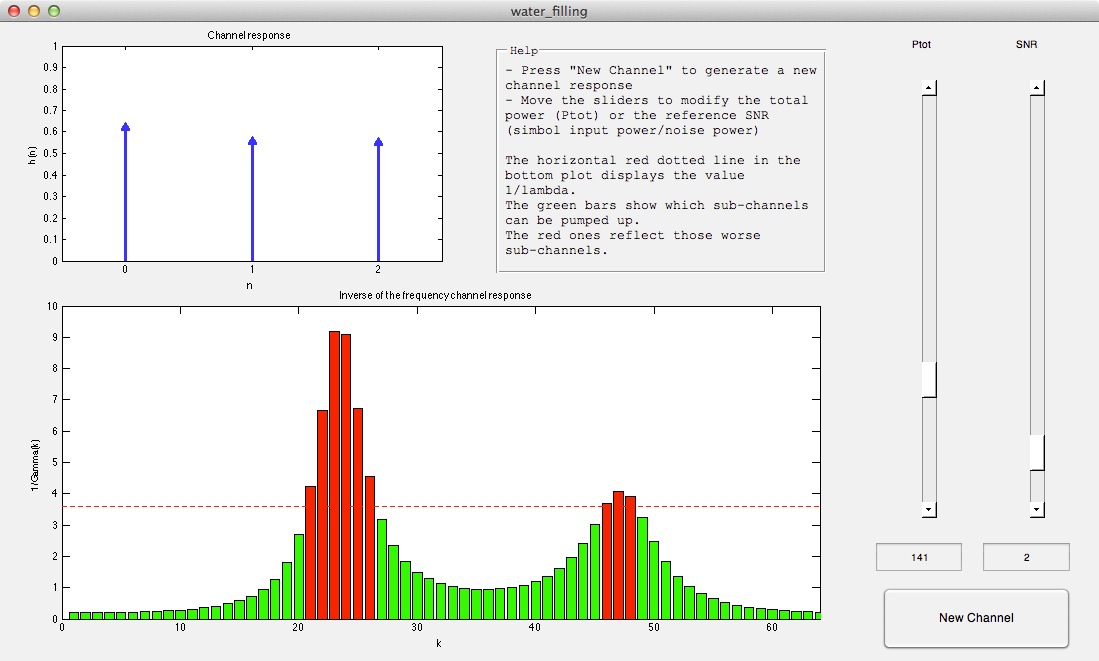 water_filling
Channel response
1
0.9
0.8
0.7
0.6
0.5
0.4
0.3
0.2
0.1
0
h(n)
0 1 2
n
Help
- Press "New Channel" to generate a new
channel response
- Move the sliders to modify the total
power (Ptot) or the reference SNR
(simbol input power/noise power)
The horizontal red dotted line in the
bottom plot displays the value
1/lambda.
The green bars show which sub-channels
can be pumped up.
The red ones reflect those worse
sub-channels.
Ptot SNR
Inverse of the frequency channel response
10
9
8
7
6
5
4
3
2
1
0
1/Gamma(k)
0 10 20 30 40 50 60
k
141 2
New Channel